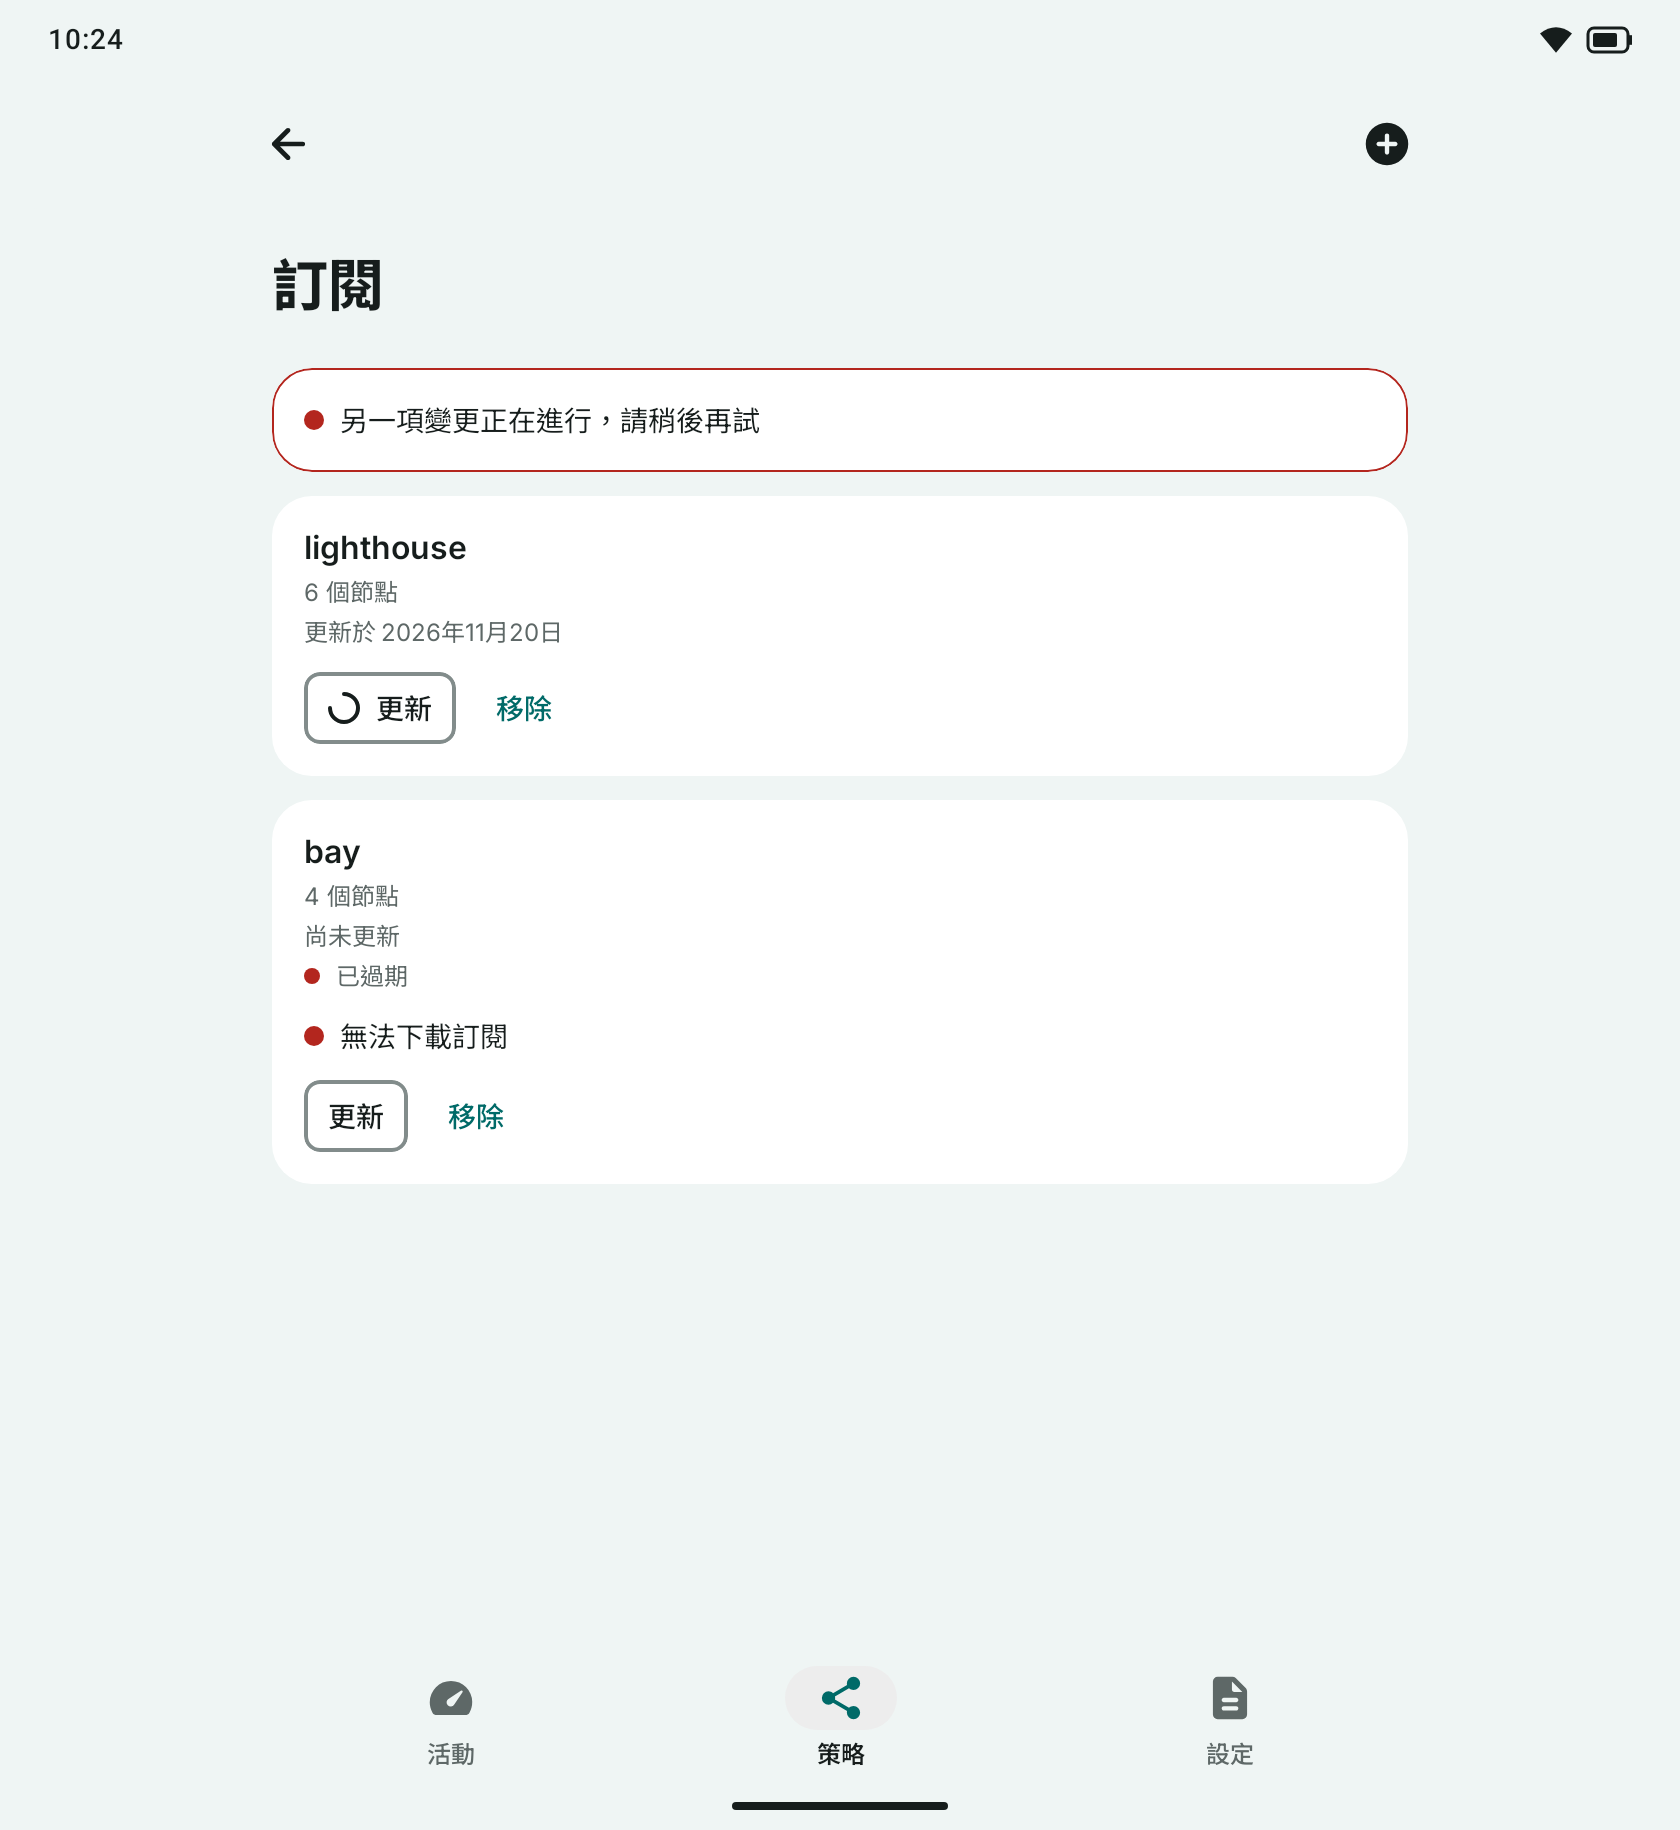 10:24
訂閱
另一項變更正在進行，請稍後再試
lighthouse
6 個節點
更新於 2026年11月20日
更新
移除
bay
4 個節點
尚未更新
已過期
無法下載訂閱
更新
移除
活動
策略
設定